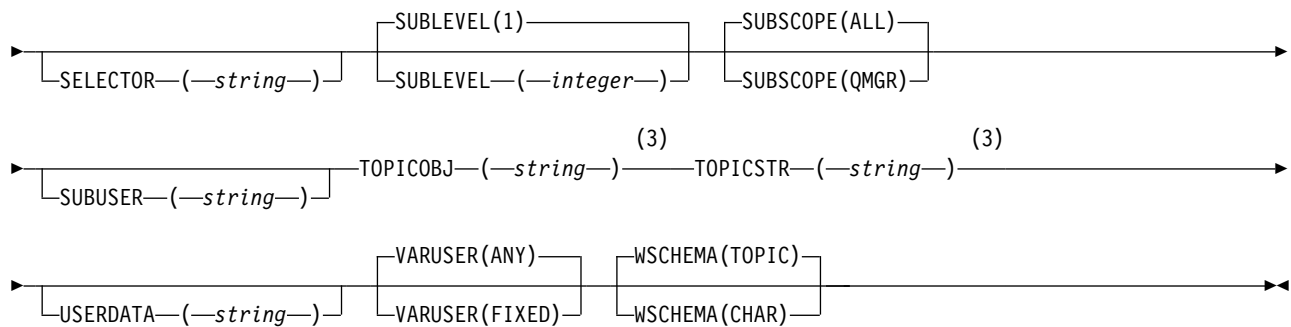 SUBLEVEL(1) SUBSCOPE(ALL)
SELECTOR (string) SUBLEVEL (integer) SUBSCOPE(QMGR)
(3) (3)
TOPICOBJ (string) TOPICSTR (string)
SUBUSER (string)
VARUSER(ANY) WSCHEMA(TOPIC)
USERDATA (string) VARUSER(FIXED) WSCHEMA(CHAR)